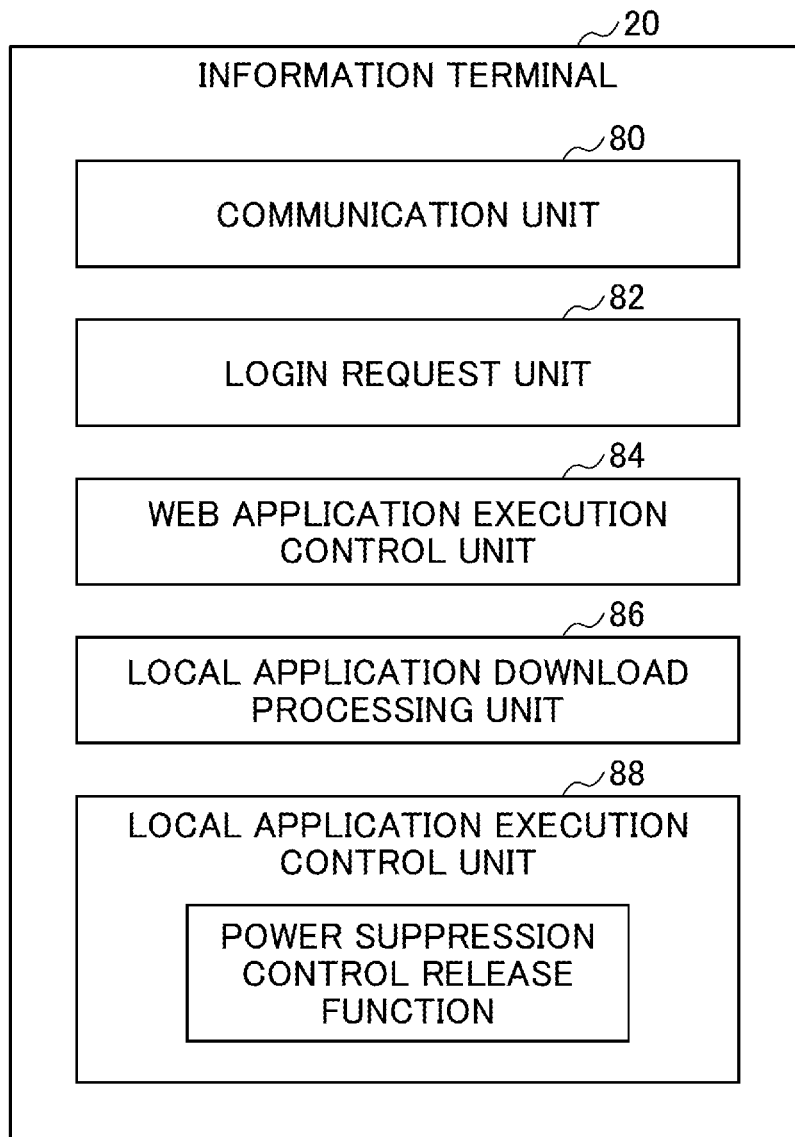 20
INFORMATION TERMINAL
80
COMMUNICATION UNIT
82
LOGIN REQUEST UNIT
84
WEB APPLICATION EXECUTION
CONTROL UNIT
86
LOCAL APPLICATION DOWNLOAD
PROCESSING UNIT
88
LOCAL APPLICATION EXECUTION
CONTROL UNIT
POWER SUPPRESSION
CONTROL RELEASE
FUNCTION